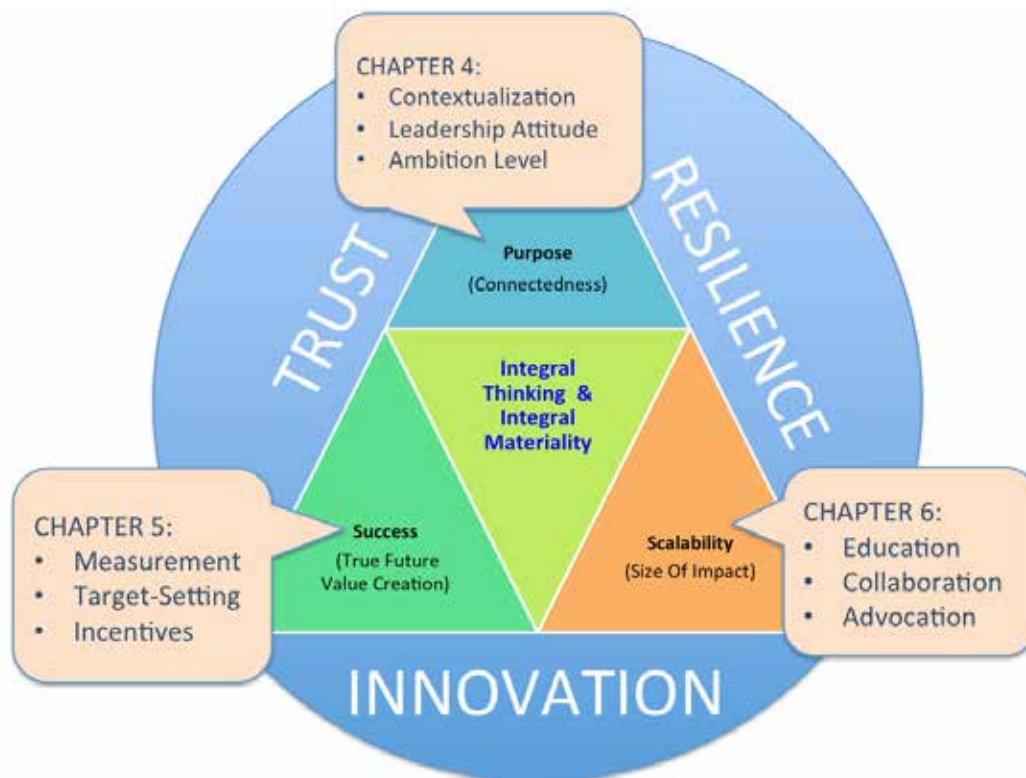 CHAPTER 4:
• Contextualization
• Leadership Attitude
• Ambition Level
TRUST
RESILIENCE
Purpose
(Connectedness)
Integral
Thinking &
Integral
Materiality
CHAPTER 5:
• Measurement
• Target-Setting
• Incentives
Success
(True Future
Value Creation)
Scalability
(Size Of Impact)
CHAPTER 6:
• Education
• Collaboration
• Advocation
INNOVATION